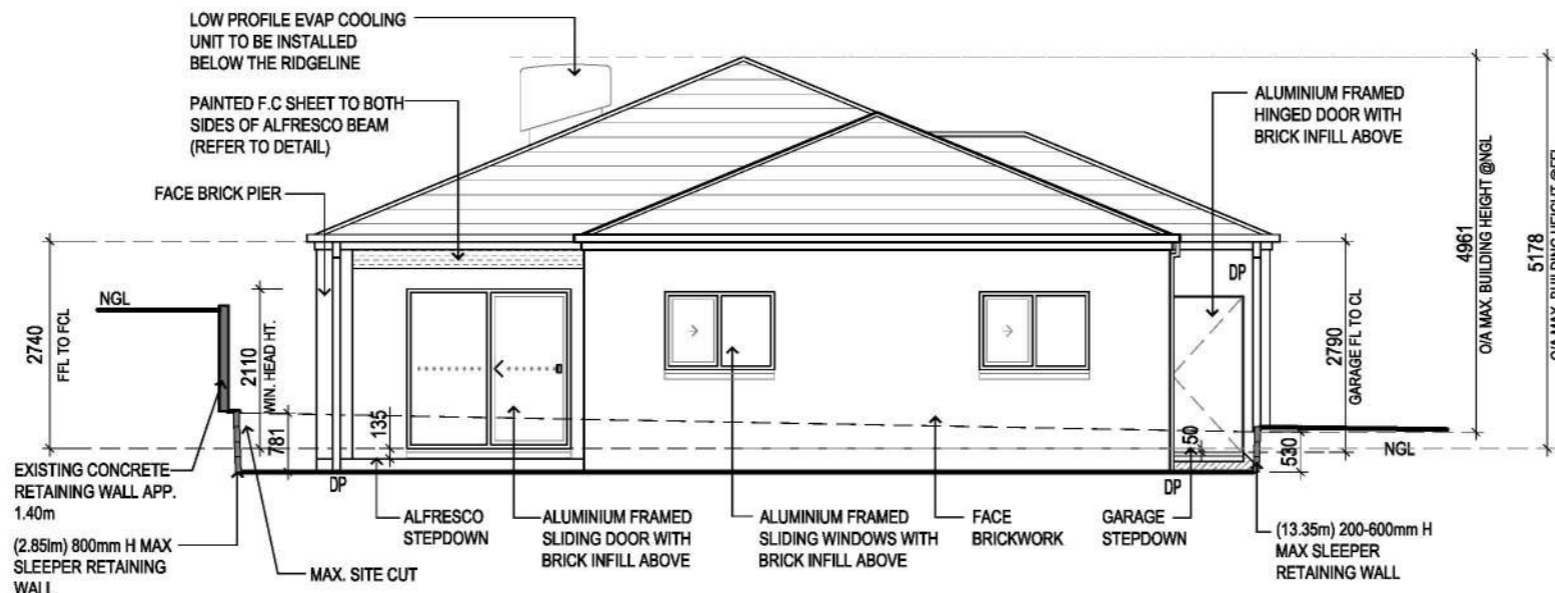 LOW PROFILE EVAP COOLING
UNIT TO BE INSTALLED
BELOW THE RIDGELINE
PAINTED F.C SHEET TO BOTH
SIDES OF ALFRESCO BEAM
(REFER TO DETAIL)
FACE BRICK PIER
ALUMINIUM FRAMED
HINGED DOOR WITH
BRICK INFILL ABOVE
4961
O/A MAX. BUILDING HEIGHT @NGL
5178
O/A MAX. BUILDING HEIGHT @FFL
NGL
2740
FFL TO FCL
2110
WIN. HEAD HT.
781
135
DP
2790
GARAGE FL TO CL
50
530
NGL
EXISTING CONCRETE
RETAINING WALL APP.
1.40m
(2.85lm) 800mm H MAX
SLEEPER RETAINING
WALL
MAX. SITE CUT
DP
ALFRESCO
STEPDOWN
ALUMINIUM FRAMED
SLIDING DOOR WITH
BRICK INFILL ABOVE
ALUMINIUM FRAMED
SLIDING WINDOWS WITH
BRICK INFILL ABOVE
FACE
BRICKWORK
DP
GARAGE
STEPDOWN
(13.35m) 200-600mm H
MAX SLEEPER
RETAINING WALL